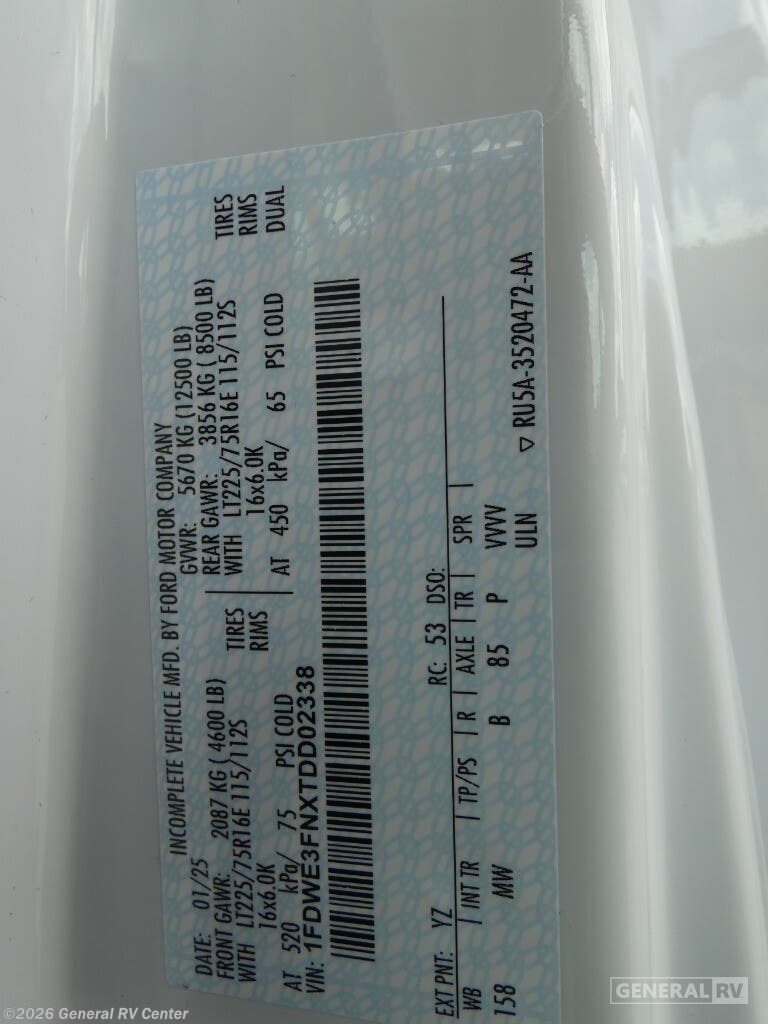 INCOMPLETE VEHICLE MFD. BY FORD MOTOR COMPANY
DATE: 01/25 GVWR: 5670 KG (12500 LB)
FRONT GAWR: 2087 KG ( 4600 LB) REAR GAWR: 3856 KG ( 8500 LB)
WITH LT225/75R16E 115/112S TIRES WITH LT225/75R16E 115/112S TIRES
16x6.0K RIMS 16x6.0K RIMS
AT 520 kPa/ 75 PSI COLD AT 450 kPa/ 65 PSI COLD DUAL
VIN: 1FDWE3FNXTDD02338
EXT PNT: YZ RC: 53 DSO:
WB | INT TR | TP/PS | R | AXLE | TR | SPR |
158 MW B 85 P VVVV
ULN
▽ RU5A-3520472-AA
GENERAL RV
©2026 General RV Center